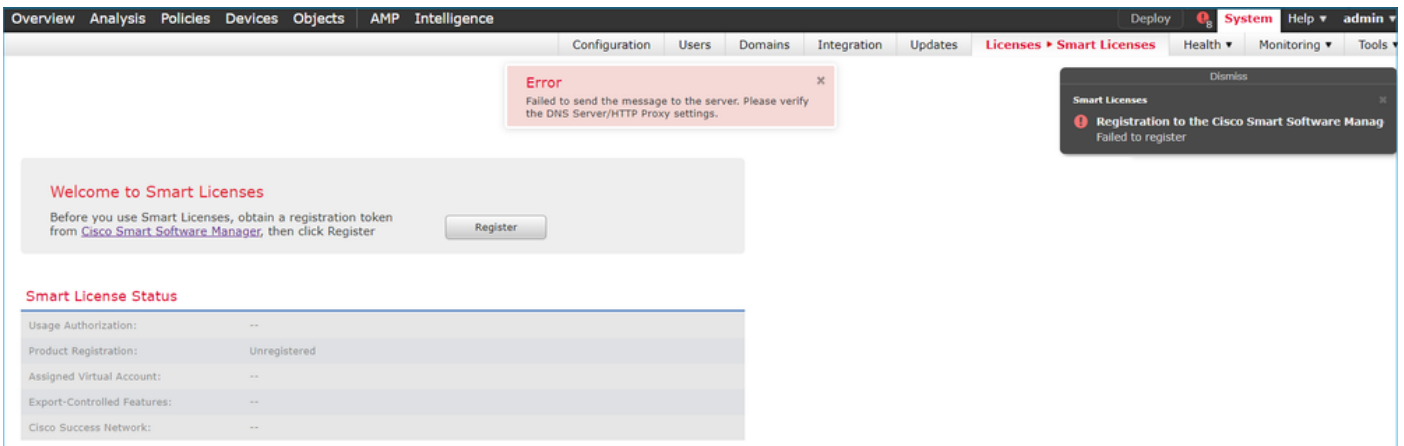 Overview Analysis Policies Devices Objects AMP Intelligence Deploy 8 System Help ▾ admin ▾
Configuration Users Domains Integration Updates Licenses ▸ Smart Licenses Health ▾ Monitoring ▾ Tools ▾
Error ×
Failed to send the message to the server. Please verify
the DNS Server/HTTP Proxy settings.
Dismiss
Smart Licenses ×
Registration to the Cisco Smart Software Manag
Failed to register
Welcome to Smart Licenses
Before you use Smart Licenses, obtain a registration token
from Cisco Smart Software Manager, then click Register
Register
Smart License Status
Usage Authorization: --
Product Registration: Unregistered
Assigned Virtual Account: --
Export-Controlled Features: --
Cisco Success Network: --